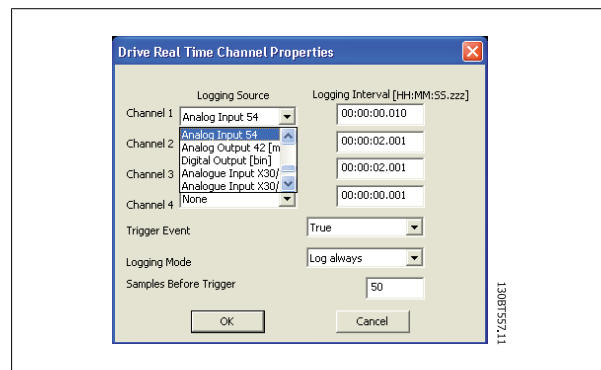 Drive Real Time Channel Properties
Logging Source
Logging Interval [HH:MM:SS.zzz]
Channel 1
Analog Input 54
00:00:00.010
Analog Input 54
Analog Output 42 [m
Digital Output [bin]
Analogue Input X30/
Analogue Input X30/
Channel 2
00:00:02.001
Channel 3
00:00:02.001
Channel 4
None
00:00:00.001
Trigger Event
True
Logging Mode
Log always
Samples Before Trigger
50
OK
Cancel
130BT557.11